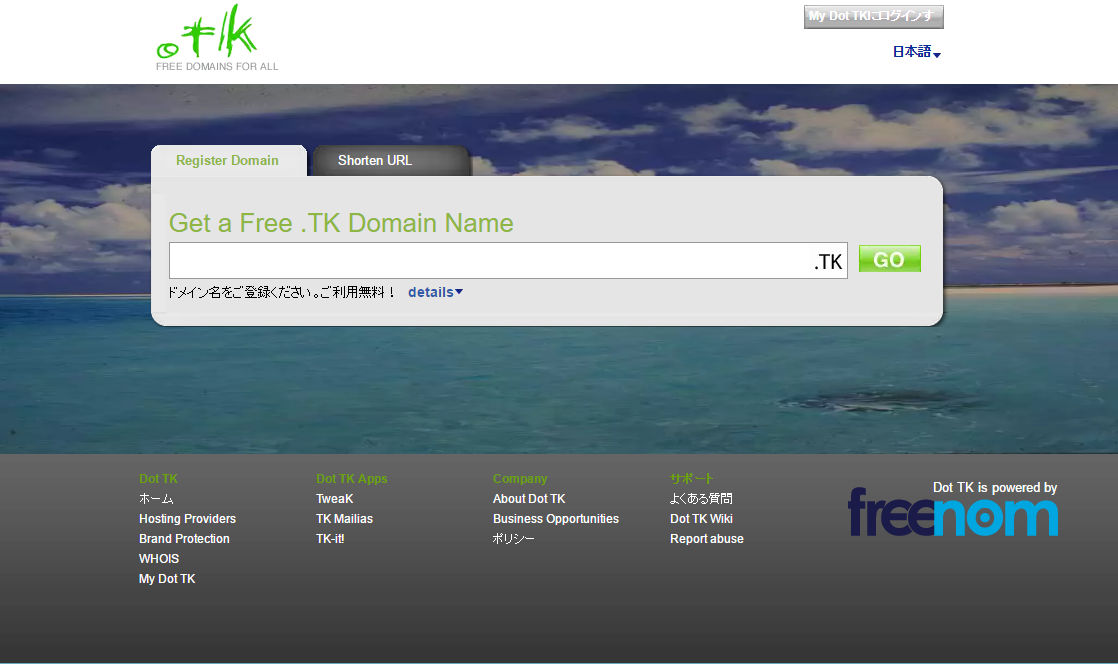 .tk
FREE DOMAINS FOR ALL
My Dot TKにログインす
日本語
Register Domain
Shorten URL
Get a Free .TK Domain Name
.TK
GO
ドメイン名をご登録ください。ご利用無料！ details
Dot TK
ホーム
Hosting Providers
Brand Protection
WHOIS
My Dot TK
Dot TK Apps
TweaK
TK Mailias
TK-it!
Company
About Dot TK
Business Opportunities
ポリシー
サポート
よくある質問
Dot TK Wiki
Report abuse
Dot TK is powered by
freenom